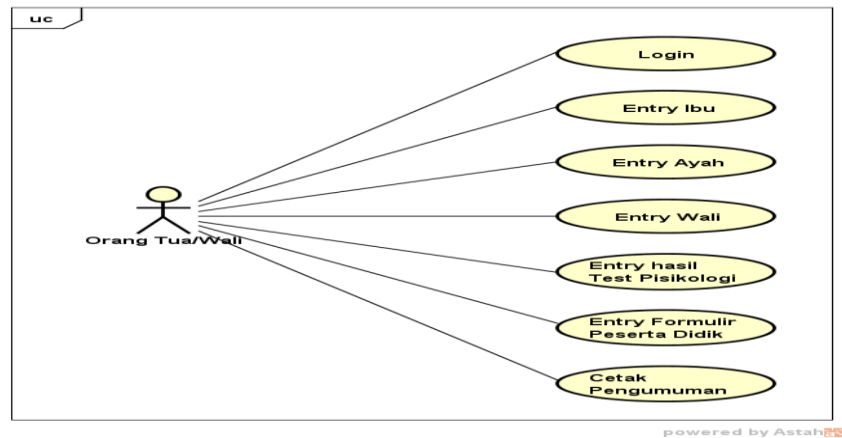 uc
Login
Entry Ibu
Entry Ayah
Entry Wali
Orang Tua/Wali
Entry hasil
Test Pisikologi
Entry Formulir
Peserta Didik
Cetak
Pengumuman
powered by Astah